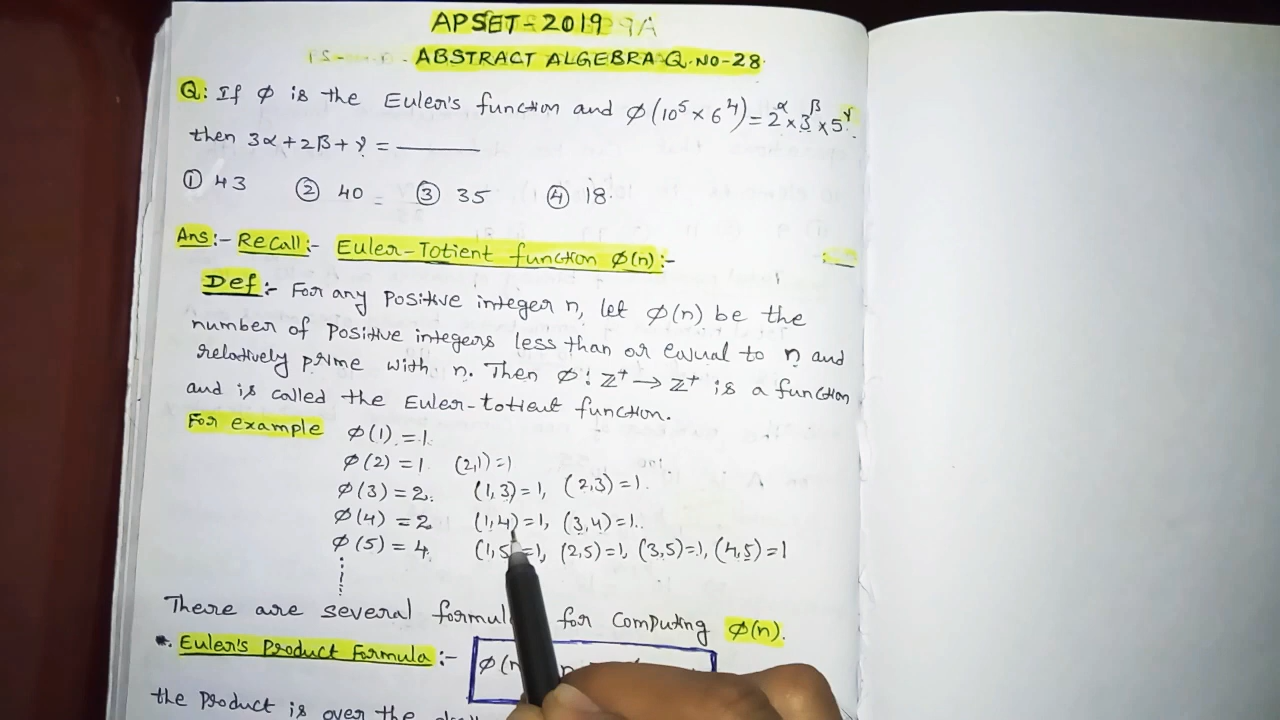 APSET-2019
ABSTRACT ALGEBRA Q.NO-28.
Q: If φ is the Euler's function and φ(10⁵ × 6⁴) = 2^α × 3^β × 5^γ.
then 3α + 2β + γ = ______
① 43 ② 40 ③ 35 ④ 18.
Ans:- Recall:- Euler-Totient function φ(n):-
Def:- For any positive integer n, let φ(n) be the
number of positive integers less than or equal to n and
relatively prime with n. Then φ: Z⁺ → Z⁺ is a function
and is called the Euler-totient function.
For example φ(1) = 1.
φ(2) = 1 (2,1)=1
φ(3) = 2. (1,3)=1, (2,3)=1.
φ(4) = 2 (1,4)=1, (3,4)=1.
φ(5) = 4. (1,5)=1, (2,5)=1, (3,5)=1, (4,5)=1
There are several for computing φ(n).
Euler's Product Formula:- φ(n
the product is over the